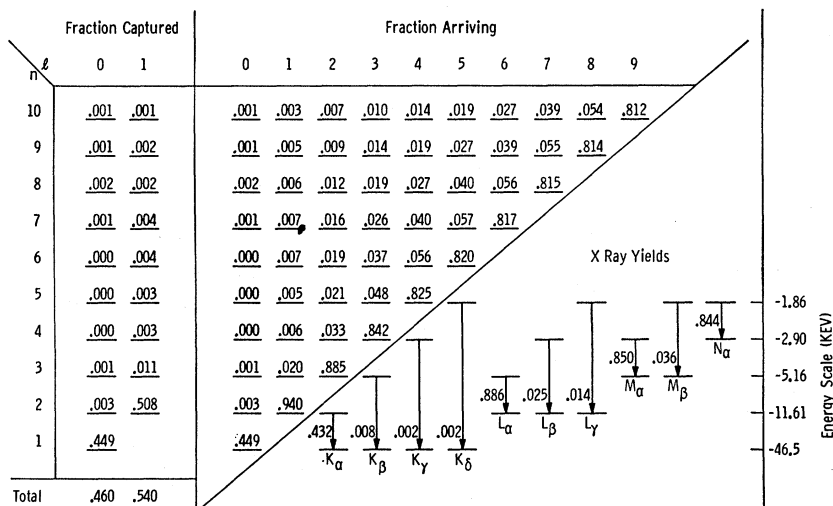 Fraction Captured Fraction Arriving
ℓ
n 0 1 0 1 2 3 4 5 6 7 8 9
10 .001 .001 .001 .003 .007 .010 .014 .019 .027 .039 .054 .812
9 .001 .002 .001 .005 .009 .014 .019 .027 .039 .055 .814
8 .002 .002 .002 .006 .012 .019 .027 .040 .056 .815
7 .001 .004 .001 .007 .016 .026 .040 .057 .817
6 .000 .004 .000 .007 .019 .037 .056 .820
X Ray Yields
5 .000 .003 .000 .005 .021 .048 .825
-1.86
.844
4 .000 .003 .000 .006 .033 .842
-2.90
Nα
.850 .036
3 .001 .011 .001 .020 .885
-5.16
Mα Mβ
.886 .025 .014
2 .003 .508 .003 .940
-11.61
Lα Lβ Lγ
1 .449 .449 .432 .008 .002 .002
-46.5
Kα Kβ Kγ Kδ
Energy Scale (KEV)
Total .460 .540